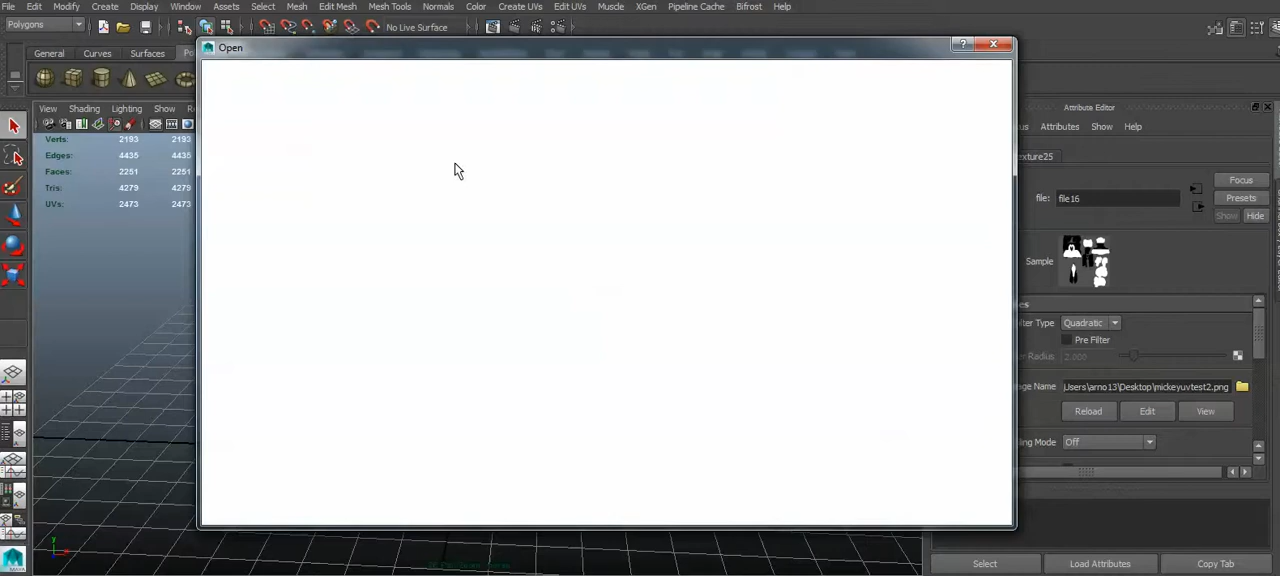 File Edit Modify Create Display Window Assets Select Mesh Edit Mesh Mesh Tools Normals Color Create UVs Edit UVs Muscle XGen Pipeline Cache Bifrost Help
Polygons No Live Surface
Open ?
General Curves Surfaces
View Shading Lighting Show
Attribute Editor
Attributes Show Help
Verts: 2193 2193
Edges: 4435 4435
Faces: 2251 2251
Tris: 4279 4279
UVs: 2473 2473
exture25
Focus
file: file16 Presets
Show Hide
Sample
Filter Type Quadratic
Pre Filter
Radius 2.000
age Name Users\arno13\Desktop\mickeyuvtest2.png
Reload Edit View
ing Mode Off
Select Load Attributes Copy Tab